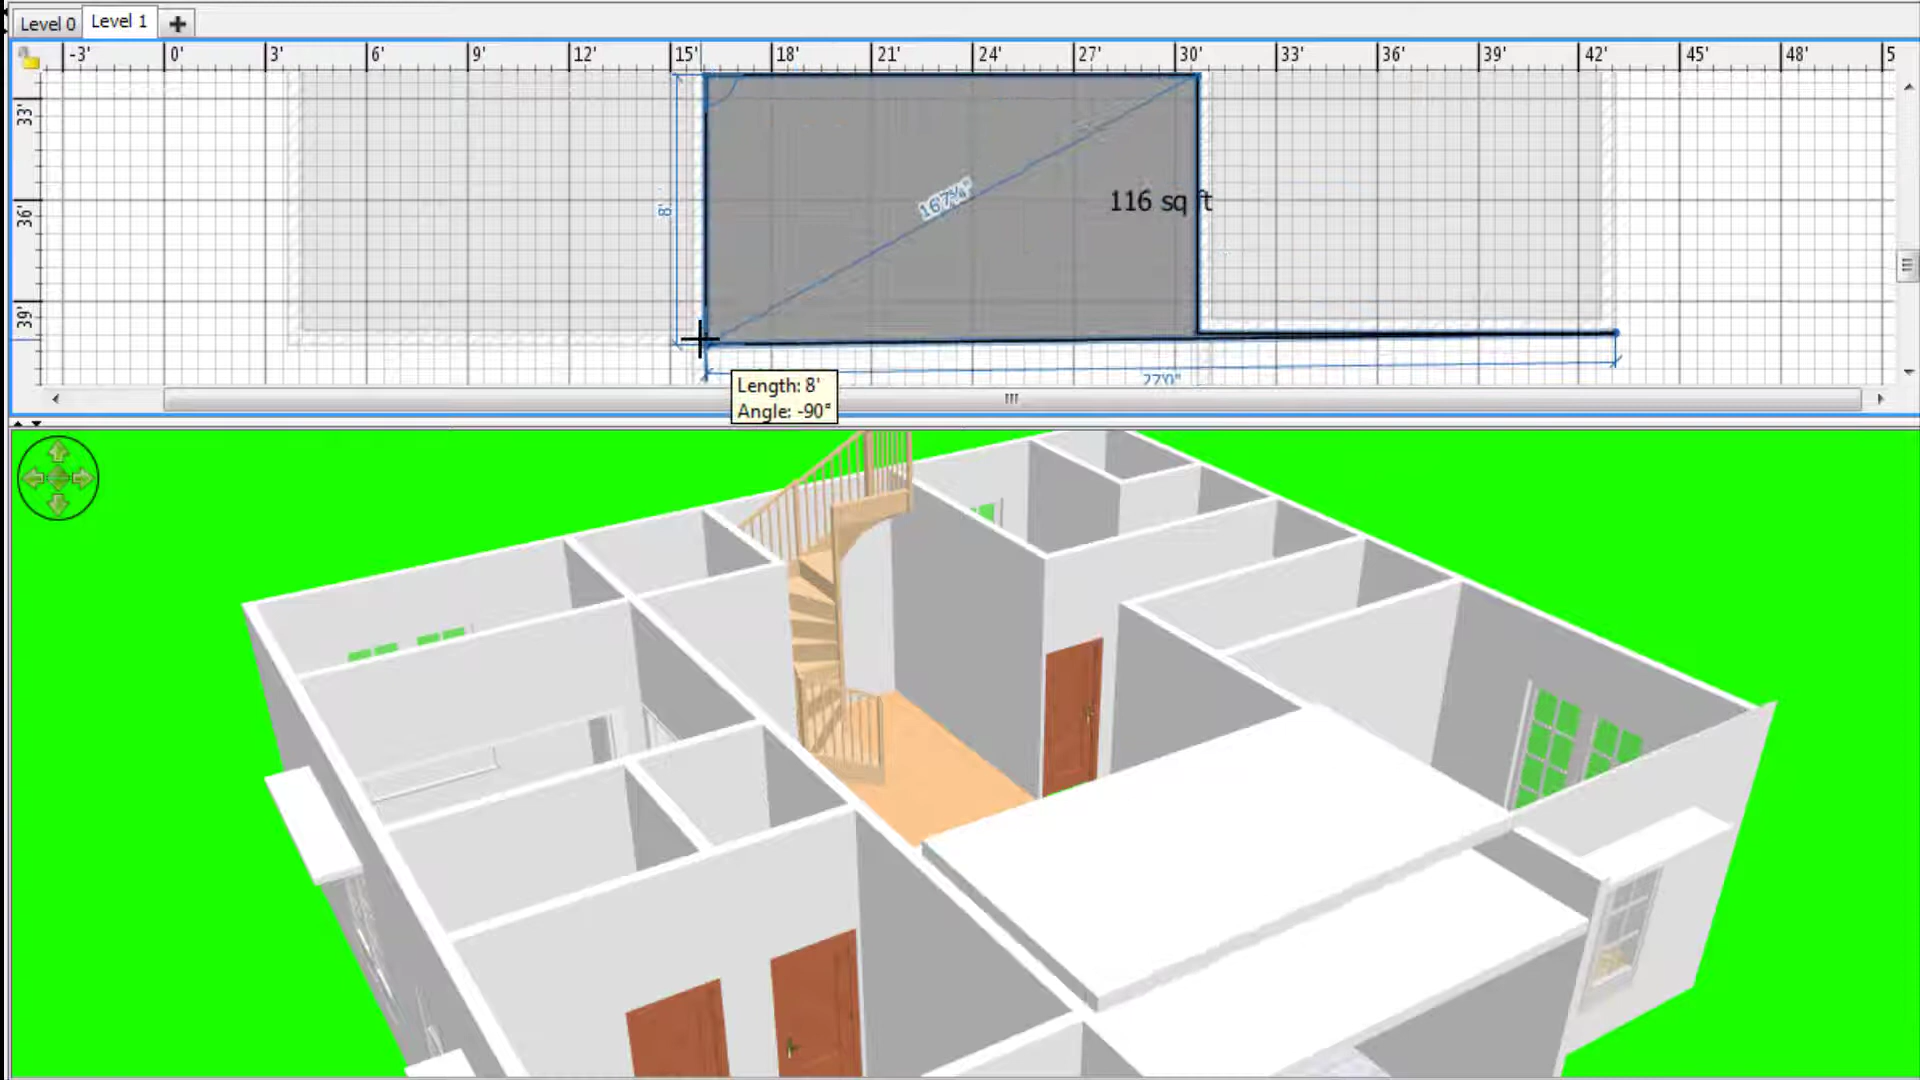 Level 0 Level 1
-3' 0' 3' 6' 9' 12' 15' 18' 21' 24' 27' 30' 33' 36' 39' 42' 45' 48' 5
33'
36'
39'
8'
116 sq ft
27'0"
Length: 8'
Angle: -90°